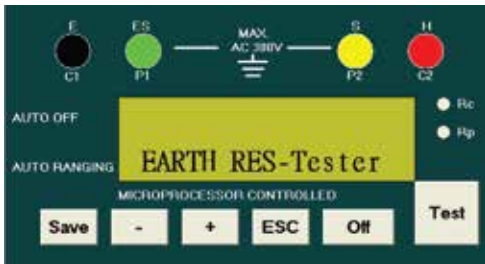 E ES MAX. S H
AC 300V
C1 P1 P2 C2
Rc
AUTO OFF
Rp
EARTH RES-Tester
AUTO RANGING
MICROPROCESSOR CONTROLLED
Save - + ESC Off Test